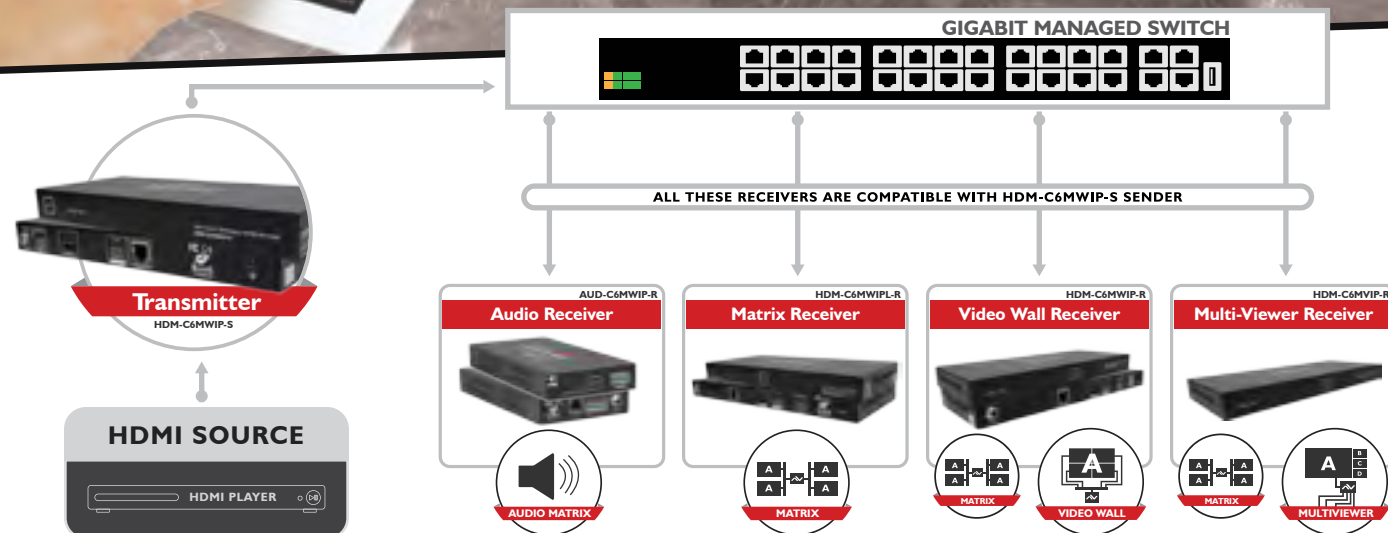 GIGABIT MANAGED SWITCH
ALL THESE RECEIVERS ARE COMPATIBLE WITH HDM-C6MWIP-S SENDER
Transmitter
HDM-C6MWIP-S
HDMI SOURCE
HDMI PLAYER
AUD-C6MWIP-R
Audio Receiver
AUDIO MATRIX
HDM-C6MWIPL-R
Matrix Receiver
A A
A A
MATRIX
HDM-C6MWIP-R
Video Wall Receiver
A A
A A
MATRIX
A
VIDEO WALL
HDM-C6MVIP-R
Multi-Viewer Receiver
A A
A A
MATRIX
A
B
C
D
MULTIVIEWER